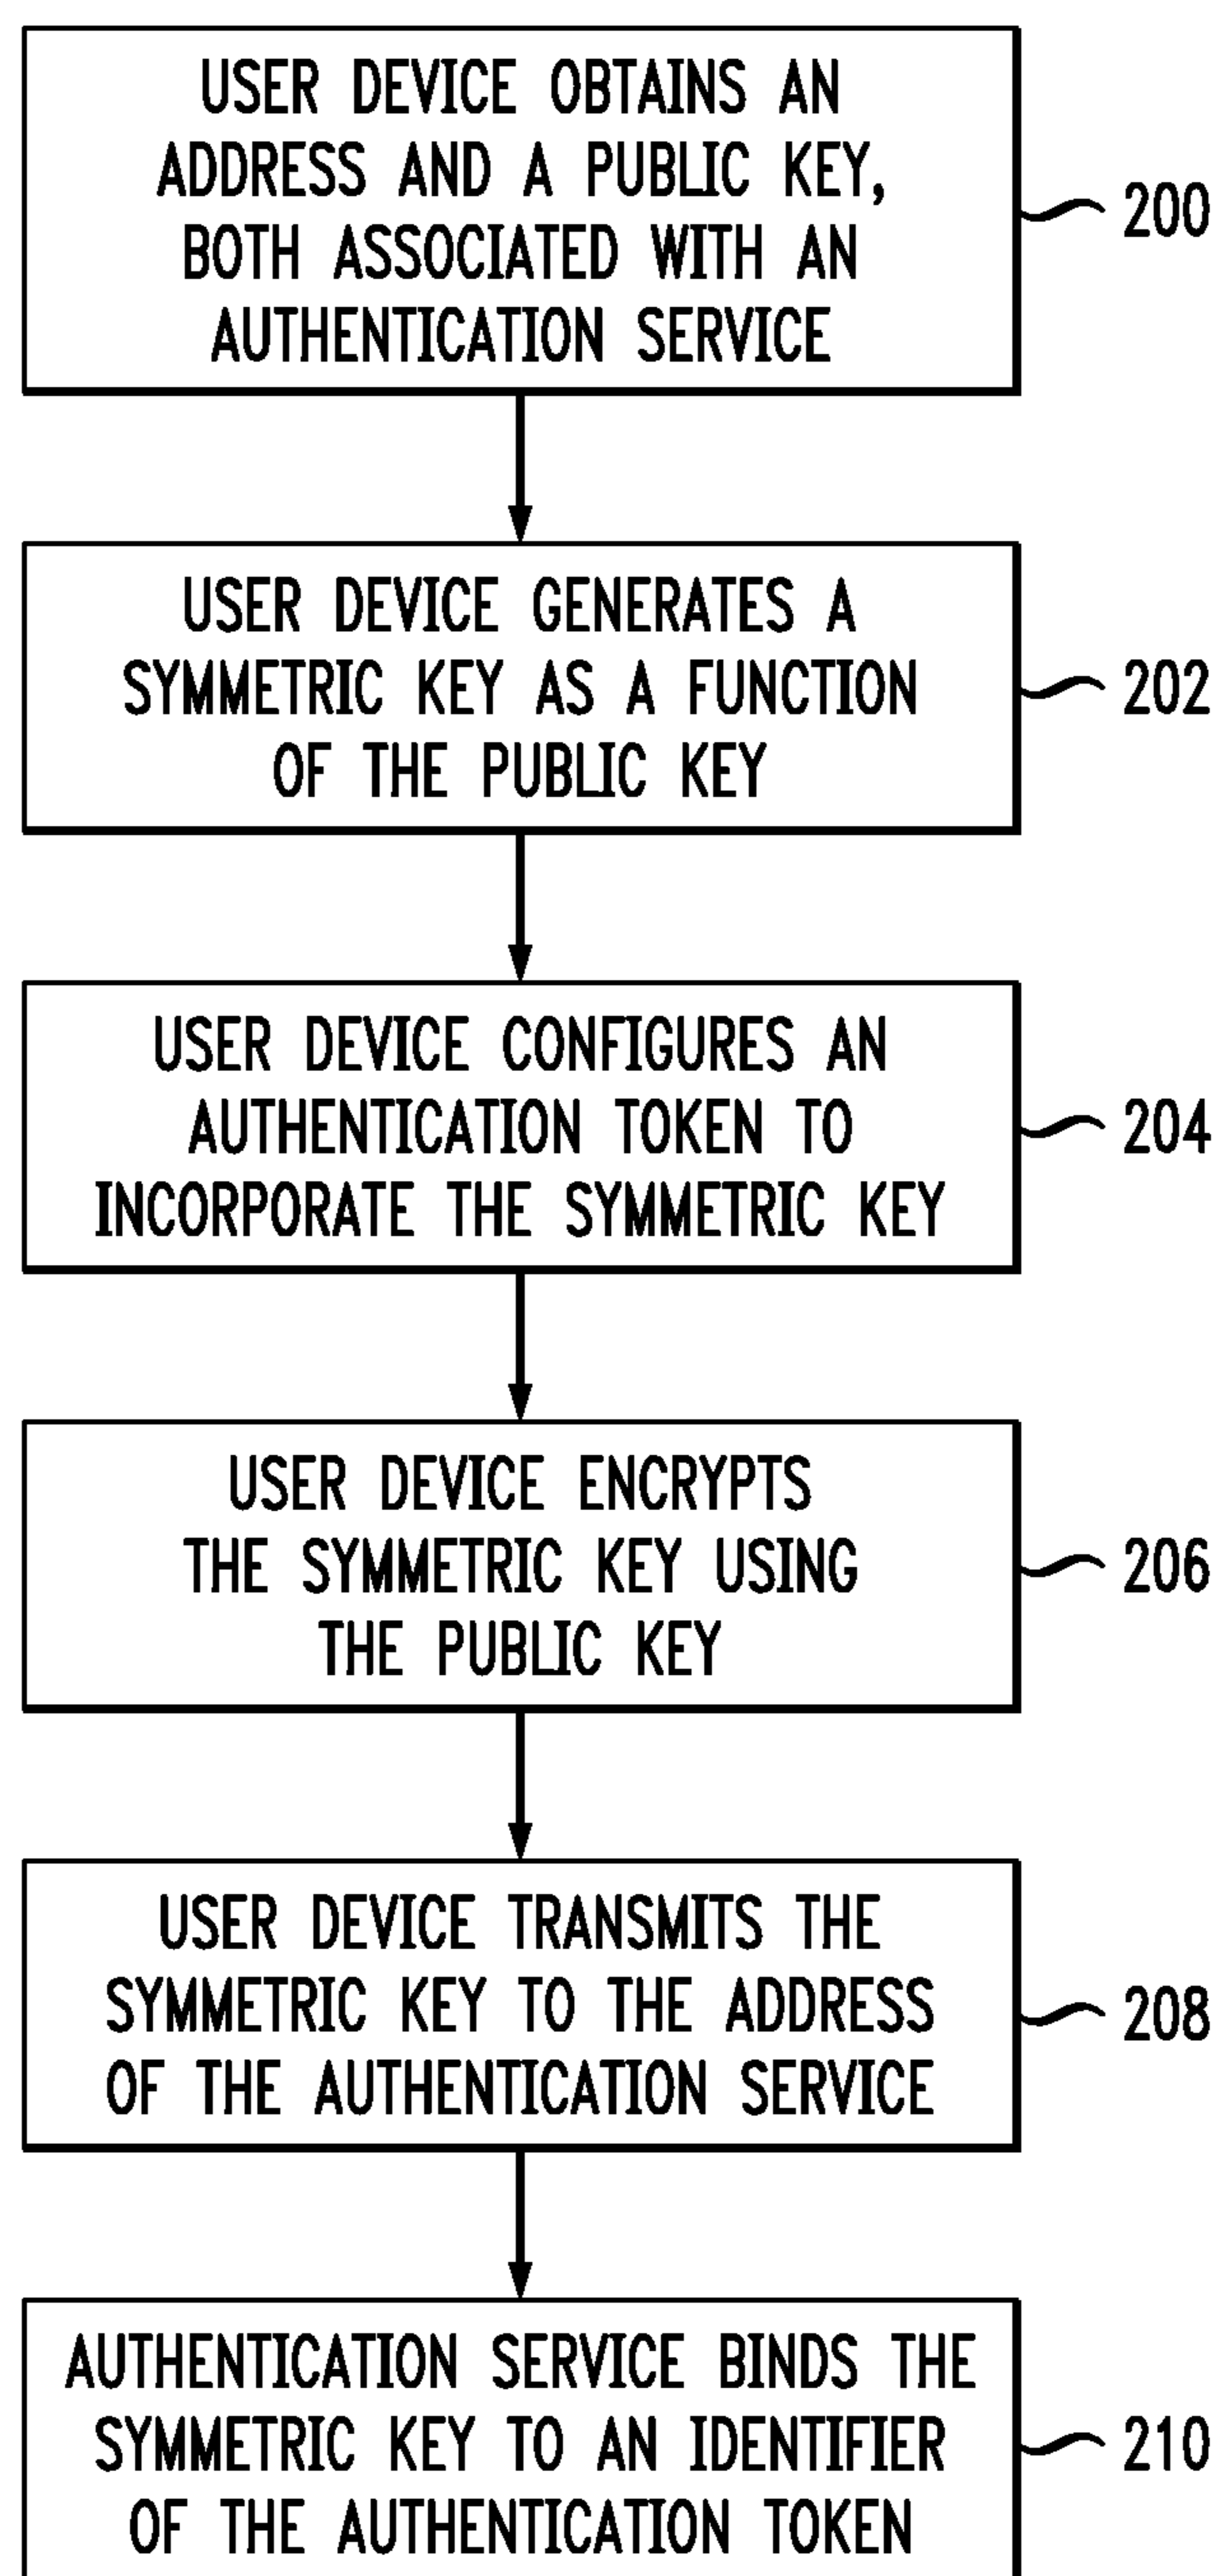 USER DEVICE OBTAINS AN
ADDRESS AND A PUBLIC KEY,
BOTH ASSOCIATED WITH AN
AUTHENTICATION SERVICE
200
USER DEVICE GENERATES A
SYMMETRIC KEY AS A FUNCTION
OF THE PUBLIC KEY
202
USER DEVICE CONFIGURES AN
AUTHENTICATION TOKEN TO
INCORPORATE THE SYMMETRIC KEY
204
USER DEVICE ENCRYPTS
THE SYMMETRIC KEY USING
THE PUBLIC KEY
206
USER DEVICE TRANSMITS THE
SYMMETRIC KEY TO THE ADDRESS
OF THE AUTHENTICATION SERVICE
208
AUTHENTICATION SERVICE BINDS THE
SYMMETRIC KEY TO AN IDENTIFIER
OF THE AUTHENTICATION TOKEN
210